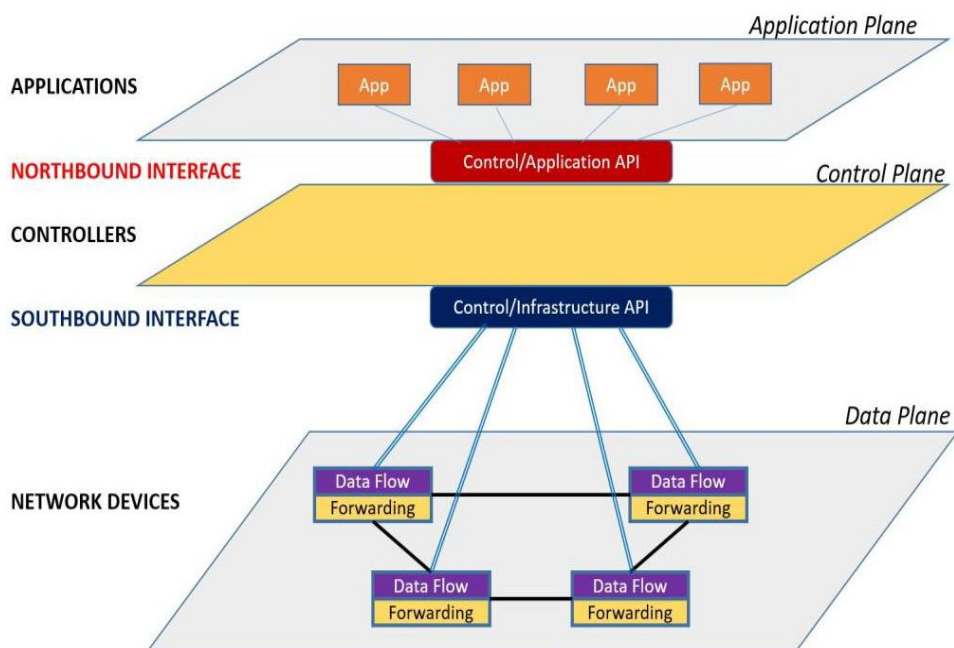 Application Plane
APPLICATIONS
App
App
App
App
NORTHBOUND INTERFACE
Control/Application API
Control Plane
CONTROLLERS
SOUTHBOUND INTERFACE
Control/Infrastructure API
Data Plane
NETWORK DEVICES
Data Flow
Forwarding
Data Flow
Forwarding
Data Flow
Forwarding
Data Flow
Forwarding